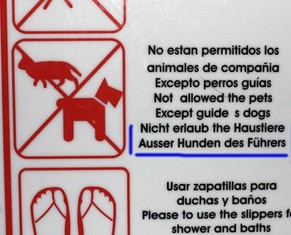 No estan permitidos los
animales de compañia
Excepto perros guías
Not allowed the pets
Except guide s dogs
Nicht erlaub the Haustiere
Ausser Hunden des Führers
Usar zapatillas para
duchas y baños
Please to use the slippers f
shower and baths